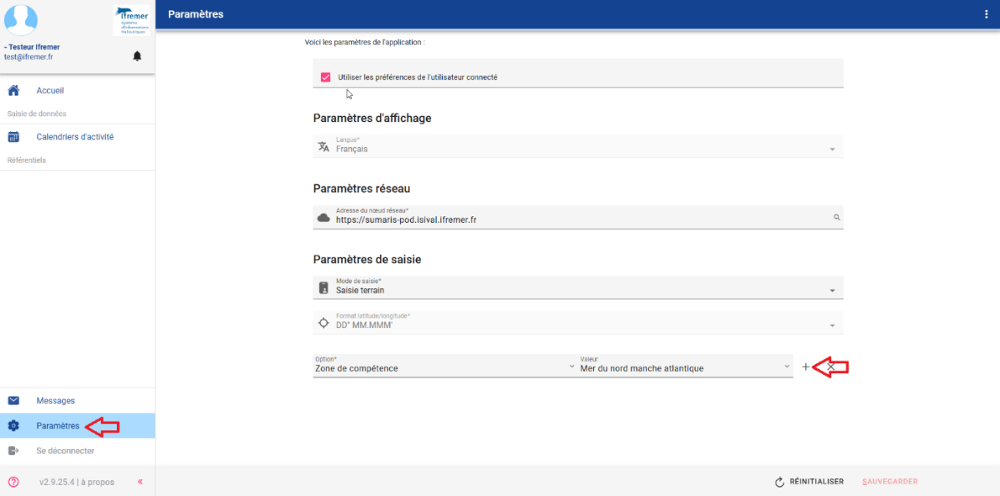 ifremer
Système
d'Informations
Halieutiques
- Testeur Ifremer
test@ifremer.fr
Accueil
Saisie de données
Calendriers d'activité
Référentiels
Messages
Paramètres
Se déconnecter
v2.9.25.4 | à propos
«
Paramètres
Voici les paramètres de l'application :
Utiliser les préférences de l'utilisateur connecté
Paramètres d'affichage
Langue*
Français
Paramètres réseau
Adresse du nœud réseau*
https://sumaris-pod.isival.ifremer.fr
Paramètres de saisie
Mode de saisie*
Saisie terrain
Format latitude/longitude*
DD° MM.MMM'
Option* Valeur
Zone de compétence Mer du nord manche atlantique
RÉINITIALISER SAUVEGARDER